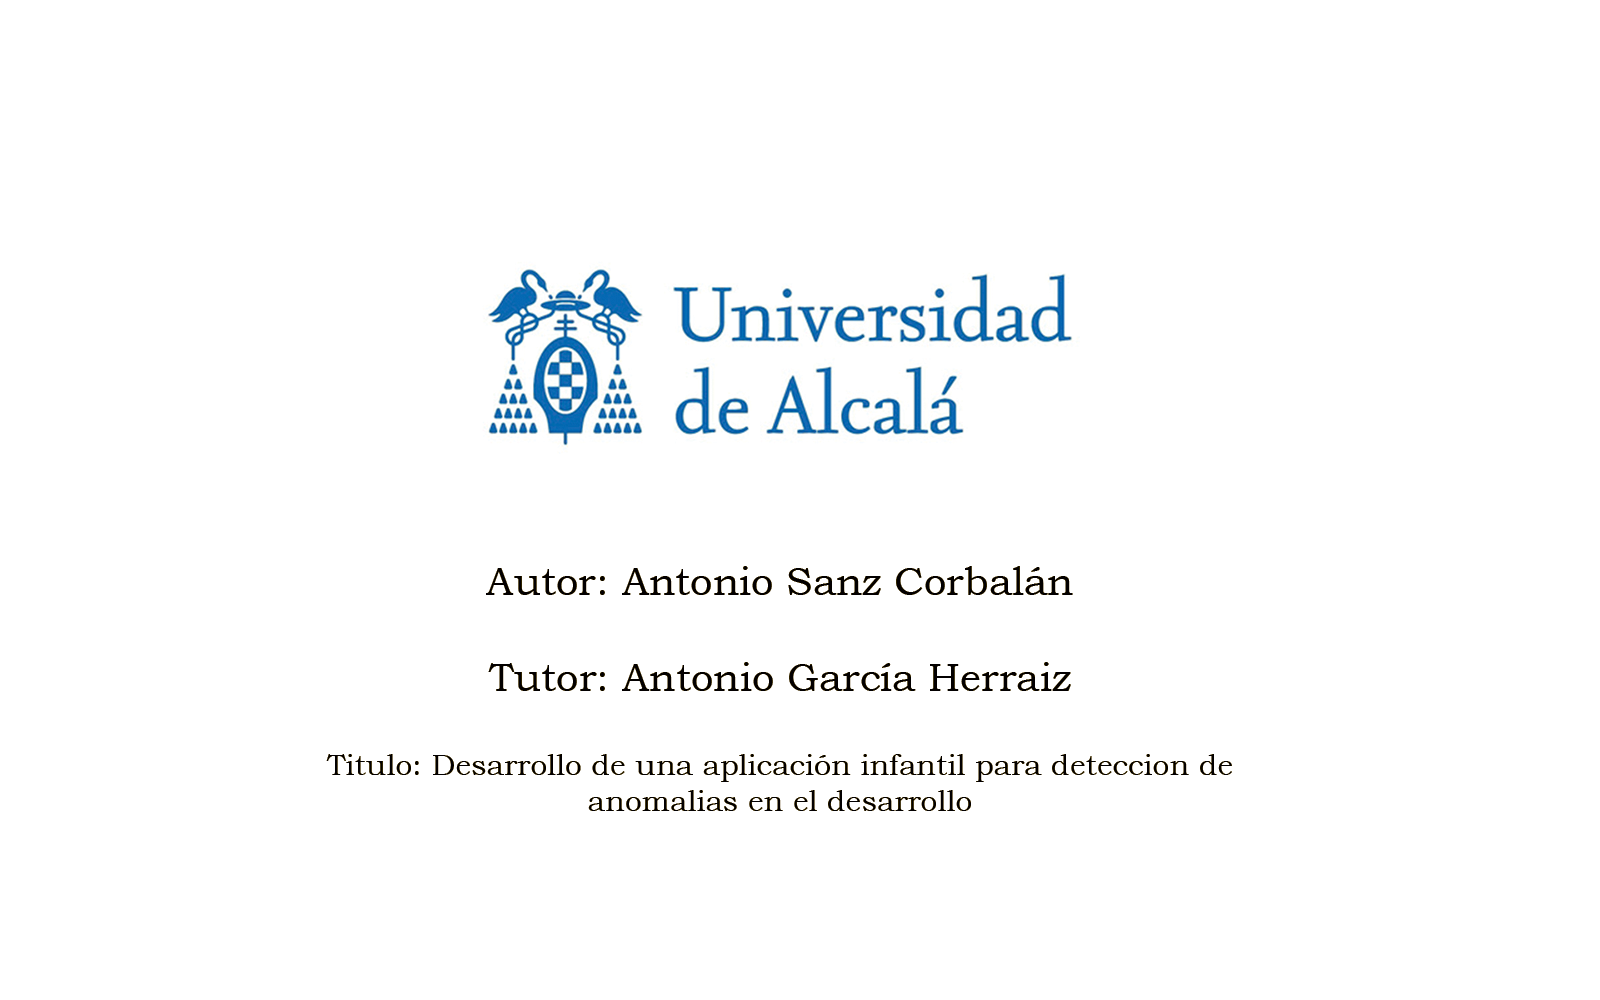 Universidad
de Alcalá
Autor: Antonio Sanz Corbalán
Tutor: Antonio García Herraiz
Titulo: Desarrollo de una aplicación infantil para deteccion de
anomalias en el desarrollo